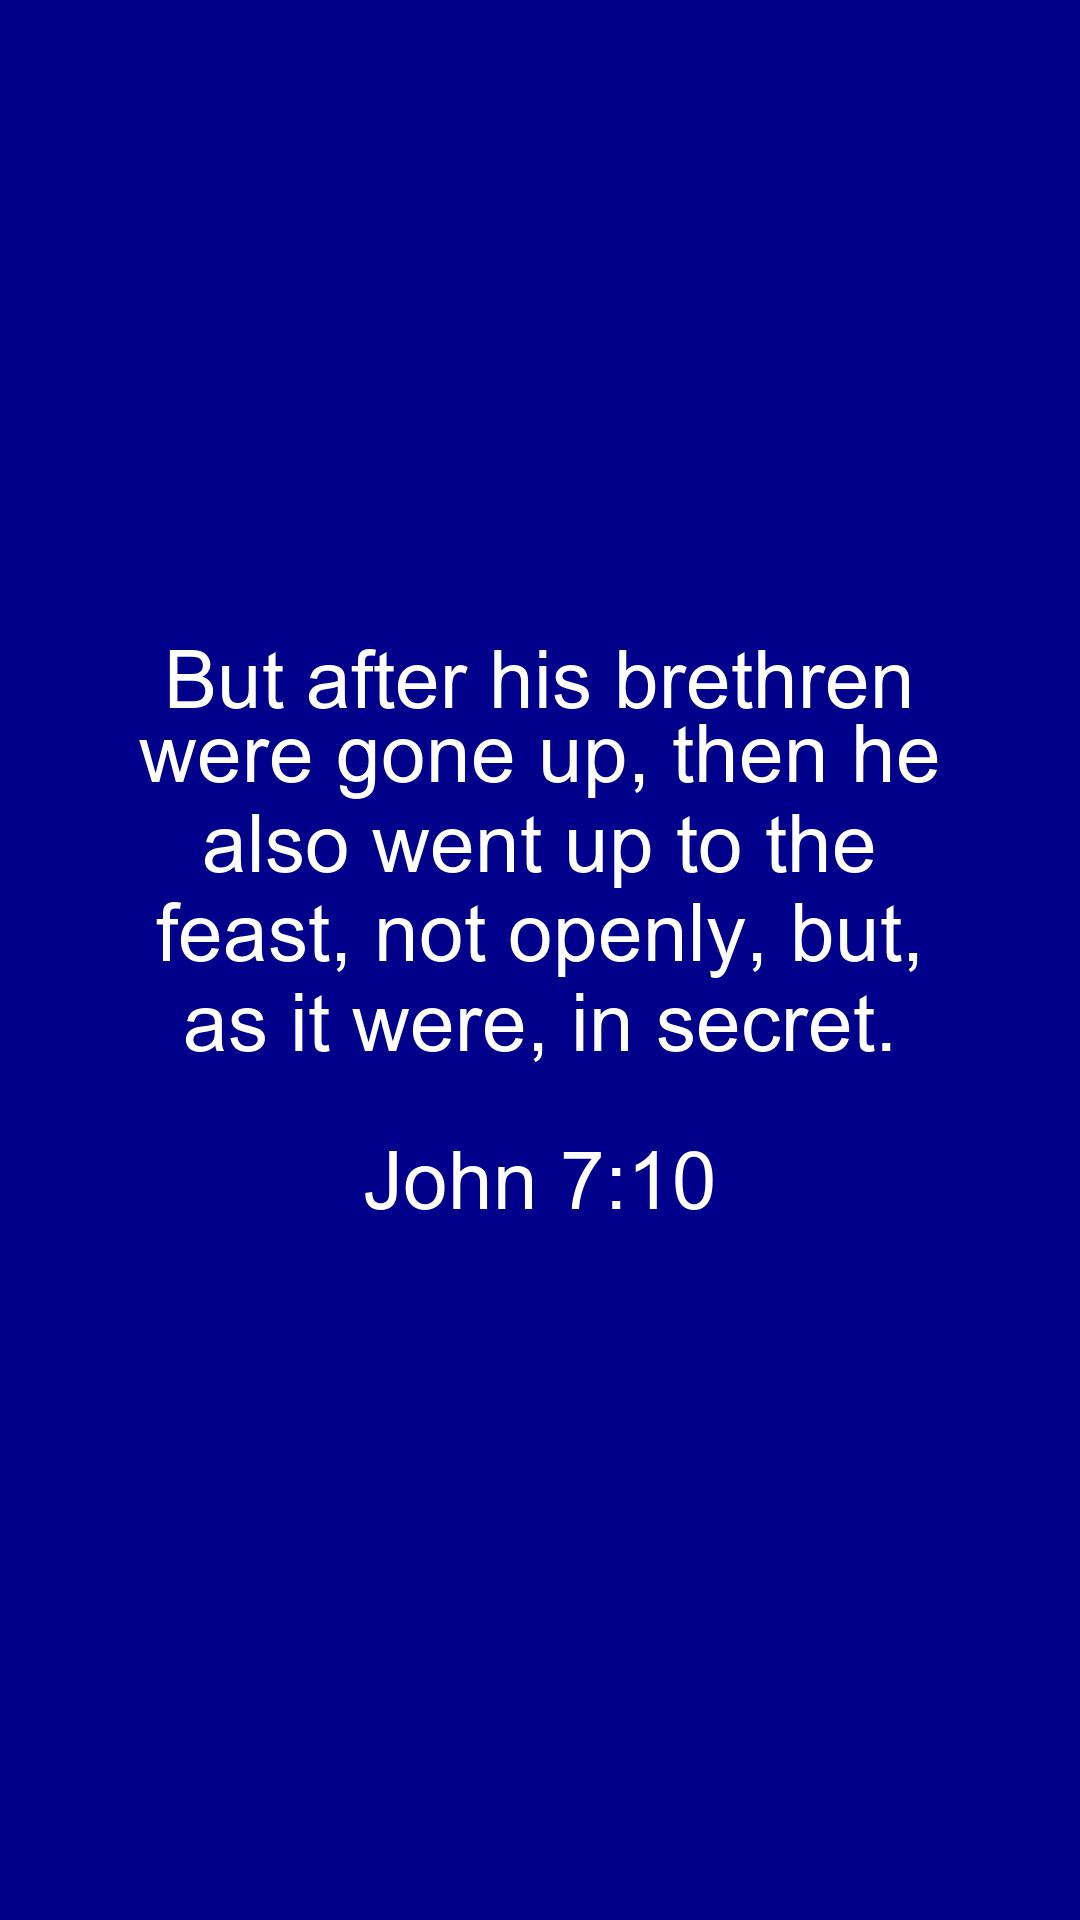 But after his brethren
were gone up, then he
also went up to the
feast, not openly, but,
as it were, in secret.
John 7:10